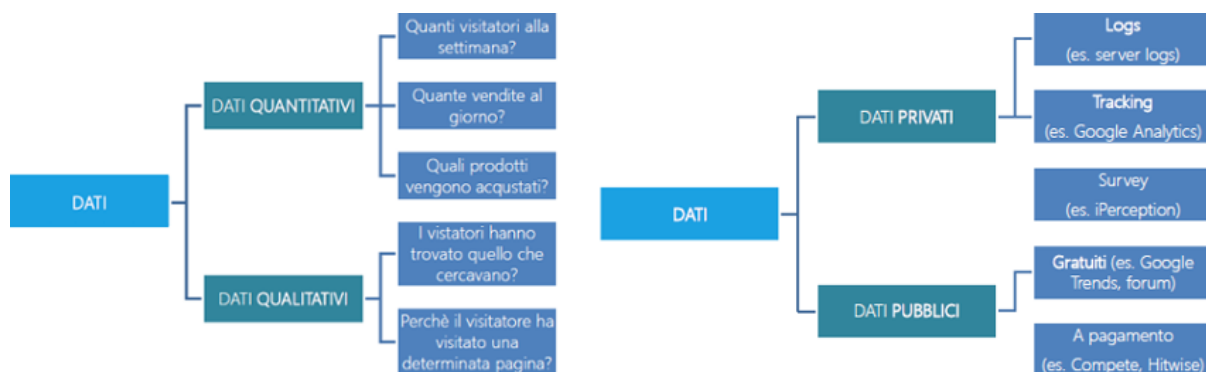 DATI
DATI QUANTITATIVI
Quanti visitatori alla
settimana?
Quante vendite al
giorno?
Quali prodotti
vengono acqustati?
DATI QUALITATIVI
I vistatori hanno
trovato quello che
cercavano?
Perchè il visitatore ha
visitato una
determinata pagina?
DATI
DATI PRIVATI
Logs
(es. server logs)
Tracking
(es. Google Analytics)
Survey
(es. iPerception)
DATI PUBBLICI
Gratuiti (es. Google
Trends, forum)
A pagamento
(es. Compete, Hitwise)